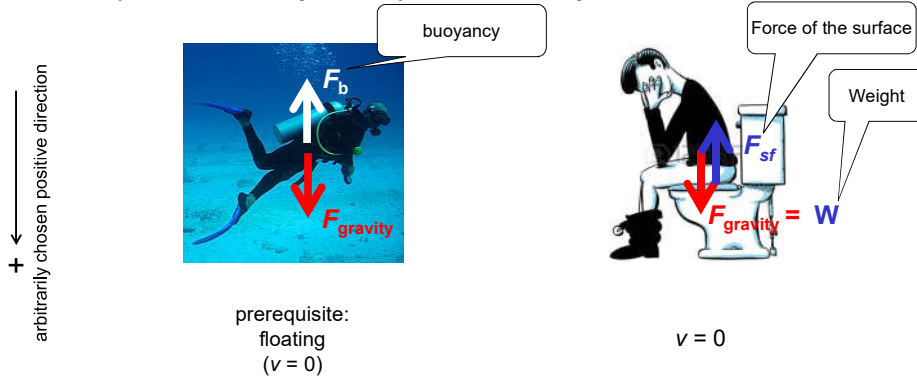 buoyancy
Force of the surface
Weight
F_b
F_sf
F_gravity
F_gravity = W
+
arbitrarily chosen positive direction
prerequisite:
floating
(v = 0)
v = 0